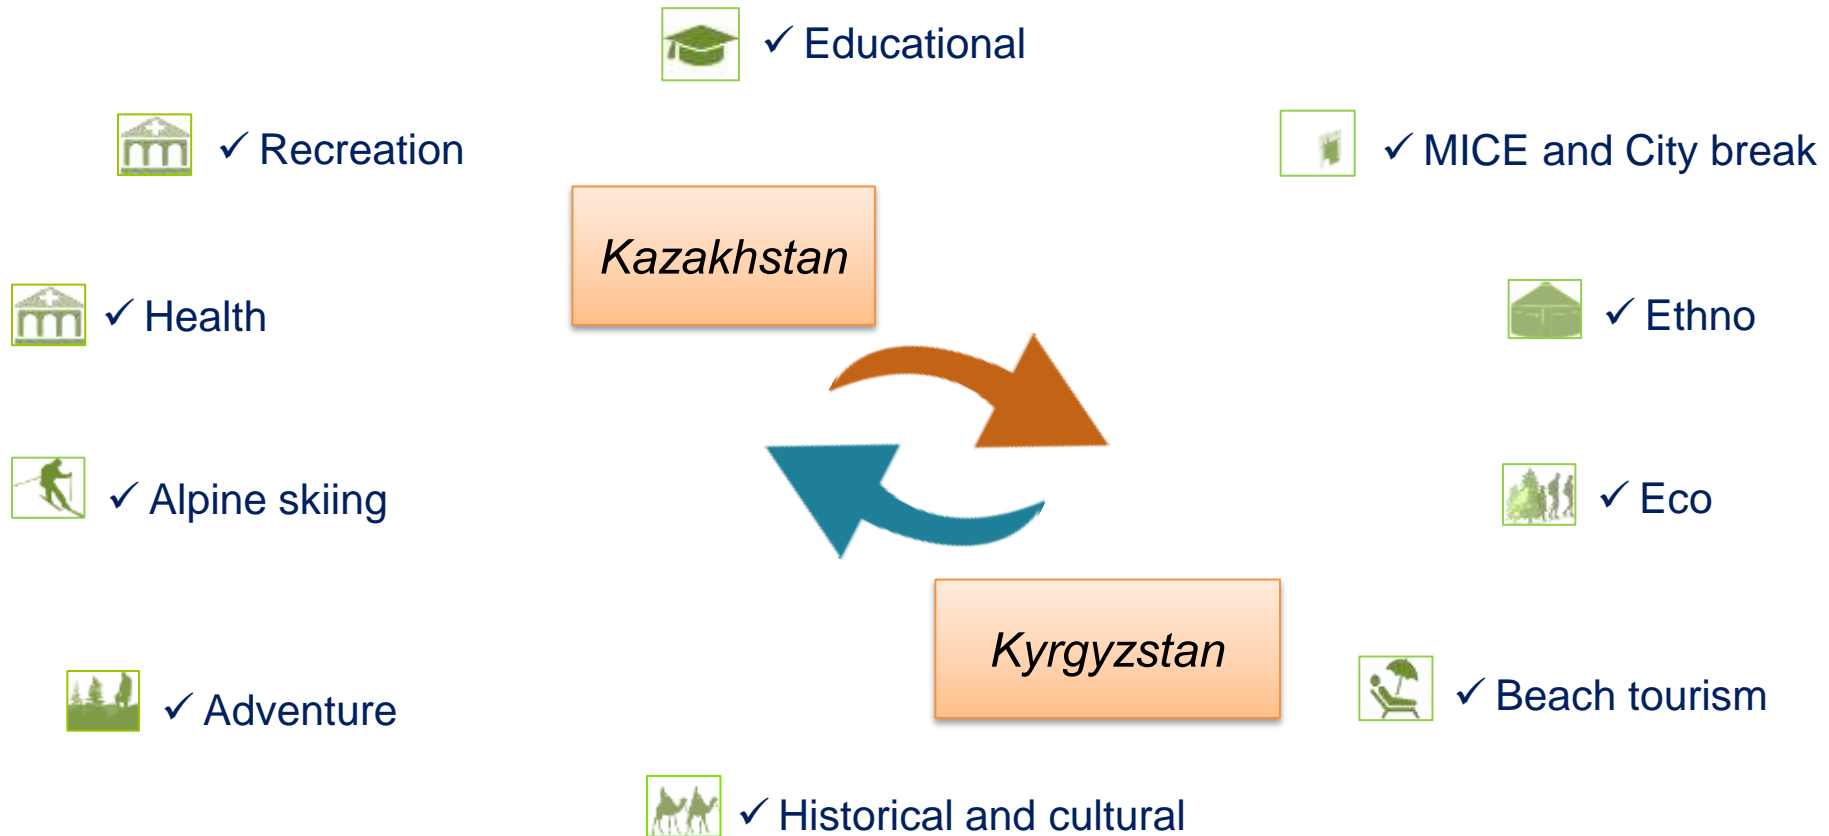 ✓ Educational
✓ Recreation
✓ MICE and City break
Kazakhstan
✓ Health
✓ Ethno
✓ Alpine skiing
✓ Eco
Kyrgyzstan
✓ Adventure
✓ Beach tourism
✓ Historical and cultural